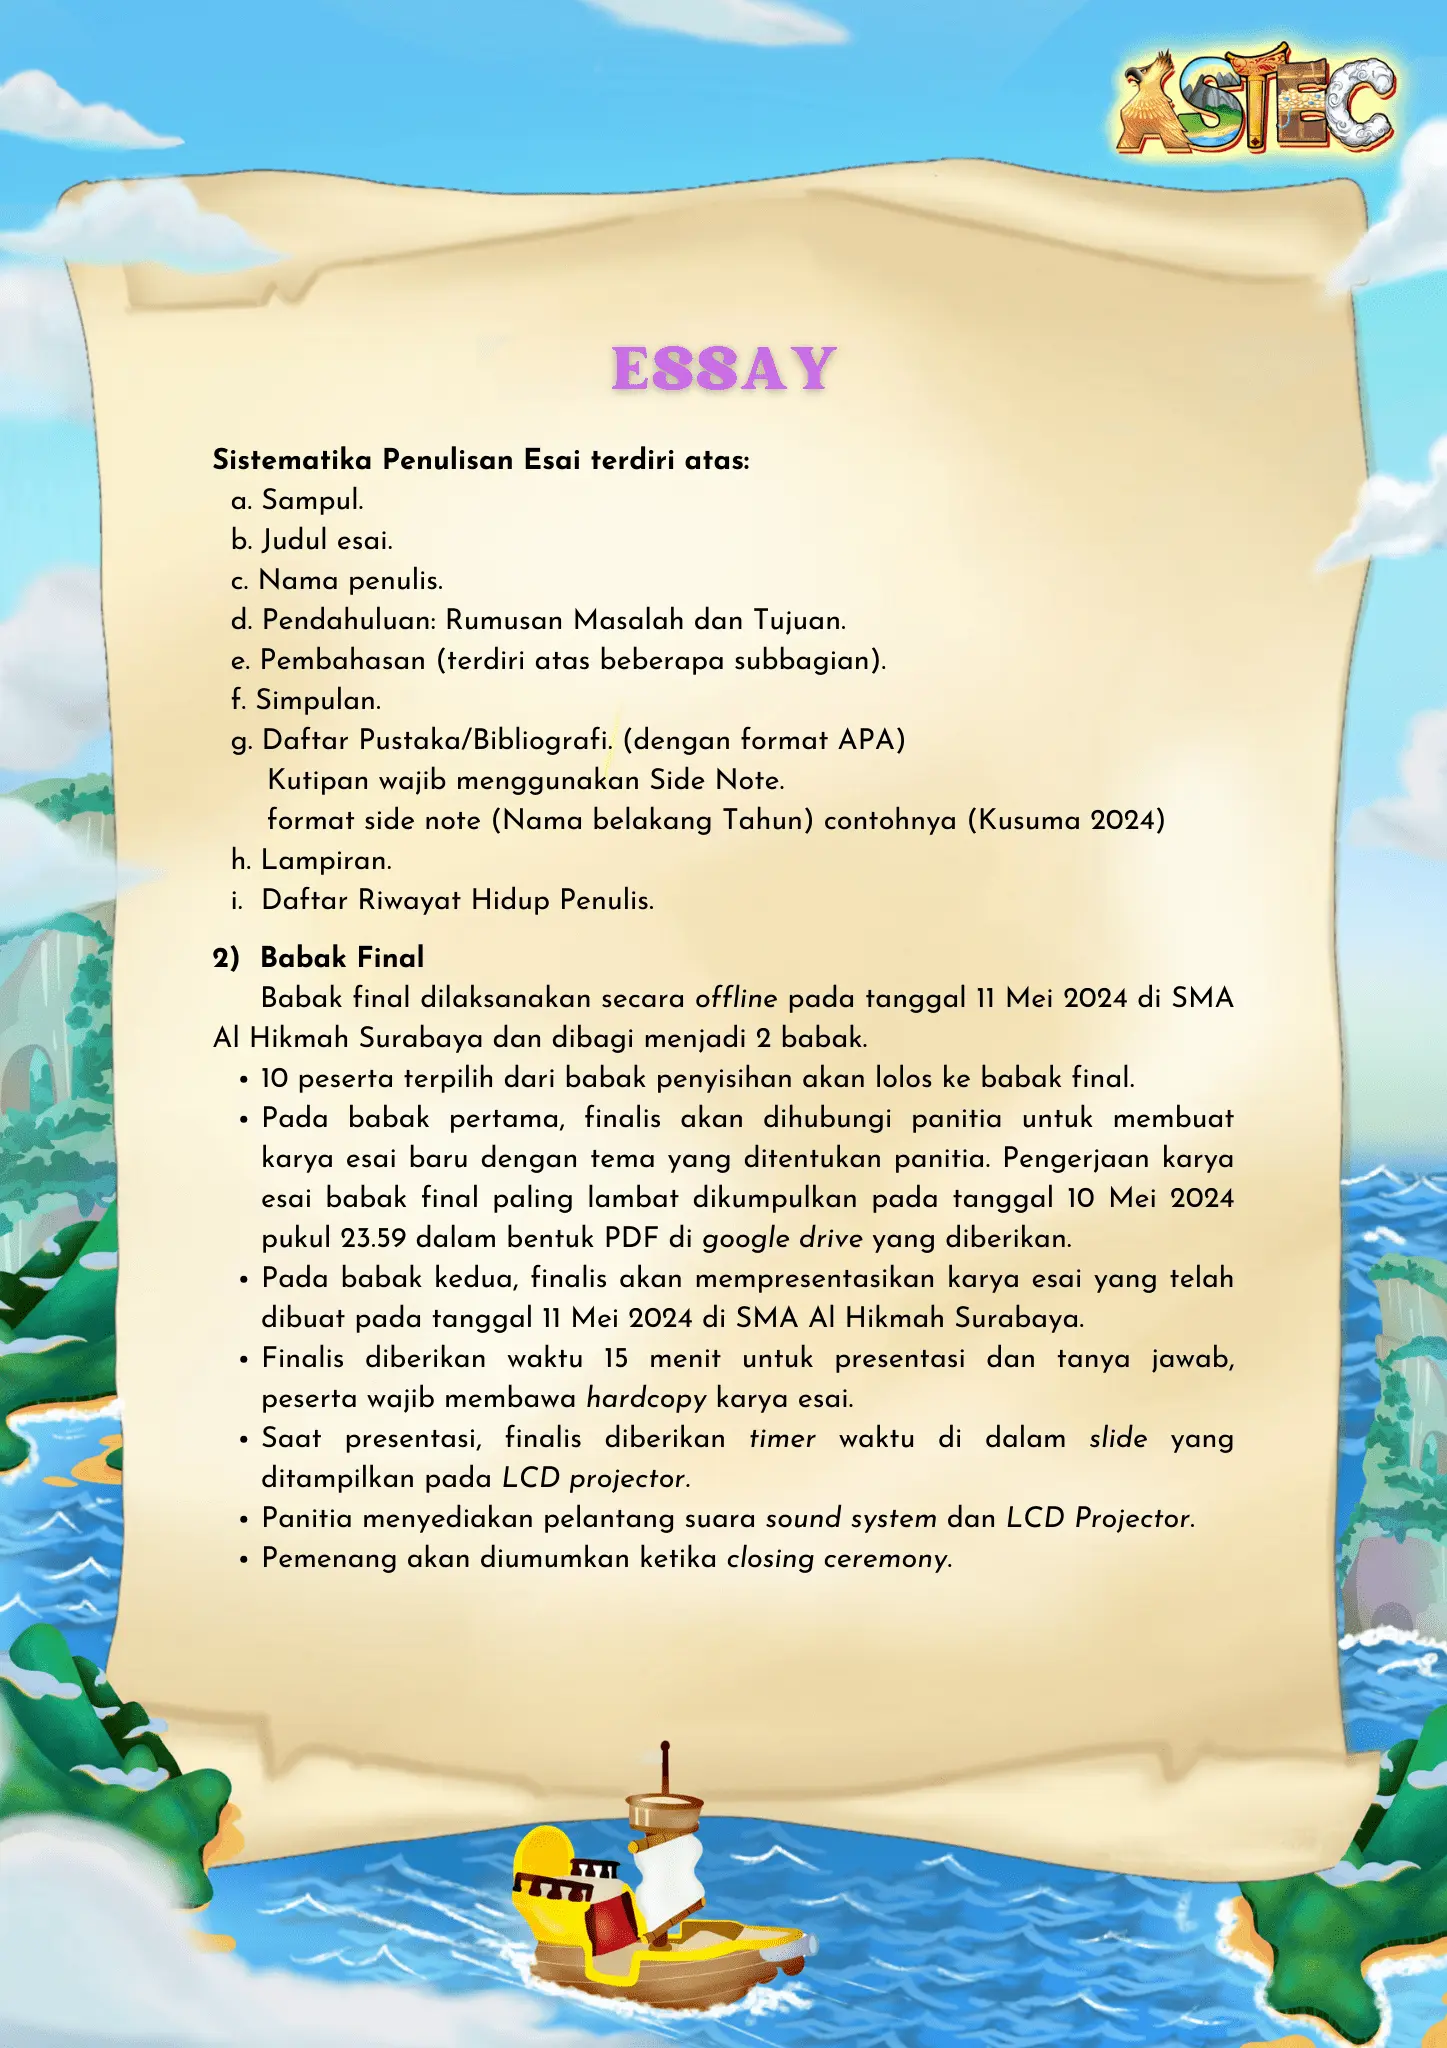 ASTEC
ESSAY
Sistematika Penulisan Esai terdiri atas:
a. Sampul.
b. Judul esai.
c. Nama penulis.
d. Pendahuluan: Rumusan Masalah dan Tujuan.
e. Pembahasan (terdiri atas beberapa subbagian).
f. Simpulan.
g. Daftar Pustaka/Bibliografi. (dengan format APA)
Kutipan wajib menggunakan Side Note.
format side note (Nama belakang Tahun) contohnya (Kusuma 2024)
h. Lampiran.
i. Daftar Riwayat Hidup Penulis.
2) Babak Final
Babak final dilaksanakan secara offline pada tanggal 11 Mei 2024 di SMA
Al Hikmah Surabaya dan dibagi menjadi 2 babak.
• 10 peserta terpilih dari babak penyisihan akan lolos ke babak final.
• Pada babak pertama, finalis akan dihubungi panitia untuk membuat
karya esai baru dengan tema yang ditentukan panitia. Pengerjaan karya
esai babak final paling lambat dikumpulkan pada tanggal 10 Mei 2024
pukul 23.59 dalam bentuk PDF di google drive yang diberikan.
• Pada babak kedua, finalis akan mempresentasikan karya esai yang telah
dibuat pada tanggal 11 Mei 2024 di SMA Al Hikmah Surabaya.
• Finalis diberikan waktu 15 menit untuk presentasi dan tanya jawab,
peserta wajib membawa hardcopy karya esai.
• Saat presentasi, finalis diberikan timer waktu di dalam slide yang
ditampilkan pada LCD projector.
• Panitia menyediakan pelantang suara sound system dan LCD Projector.
• Pemenang akan diumumkan ketika closing ceremony.